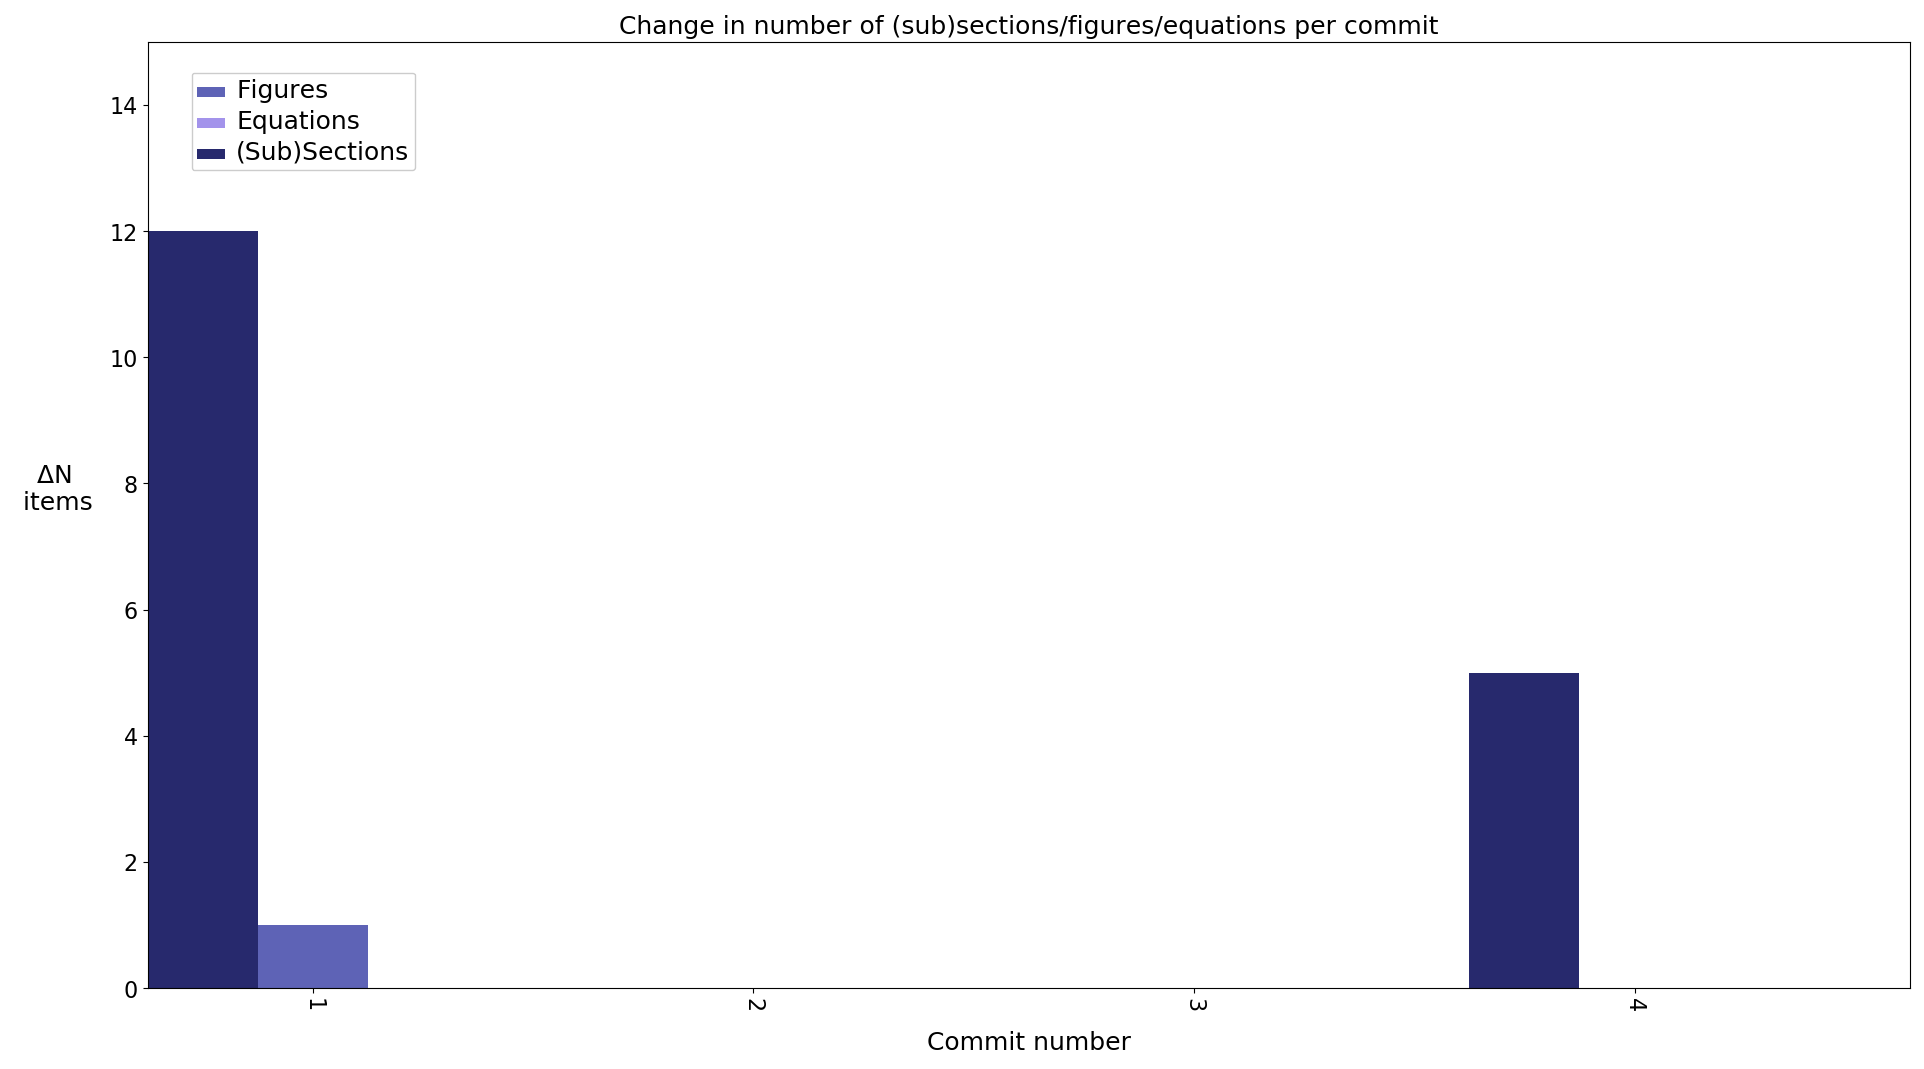 Change in number of (sub)sections/figures/equations per commit
Figures
Equations
(Sub)Sections
14
12
10
8
6
4
2
0
ΔN
items
1
2
3
4
Commit number